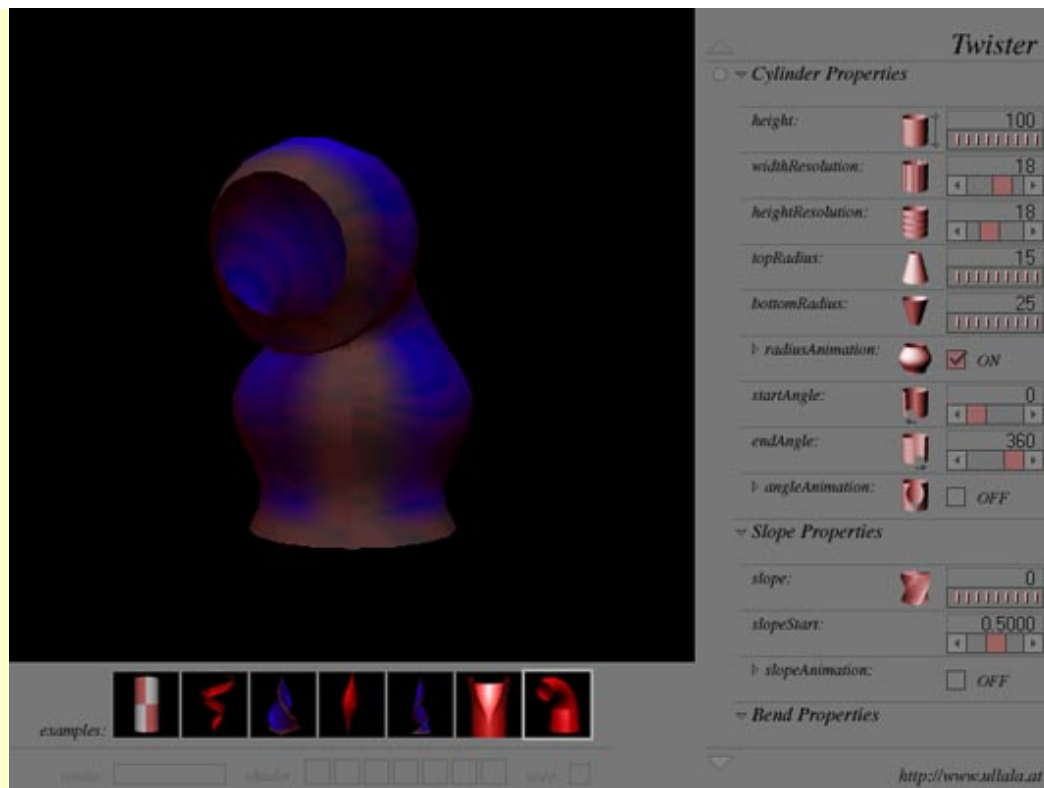 Twister
Cylinder Properties
height: 100
widthResolution: 18
heightResolution: 18
topRadius: 15
bottomRadius: 25
radiusAnimation: ON
startAngle: 0
endAngle: 360
angleAnimation: OFF
Slope Properties
slope: 0
slopeStart: 0.5000
slopeAnimation: OFF
Bend Properties
examples:
shader
http://www.ullala.at